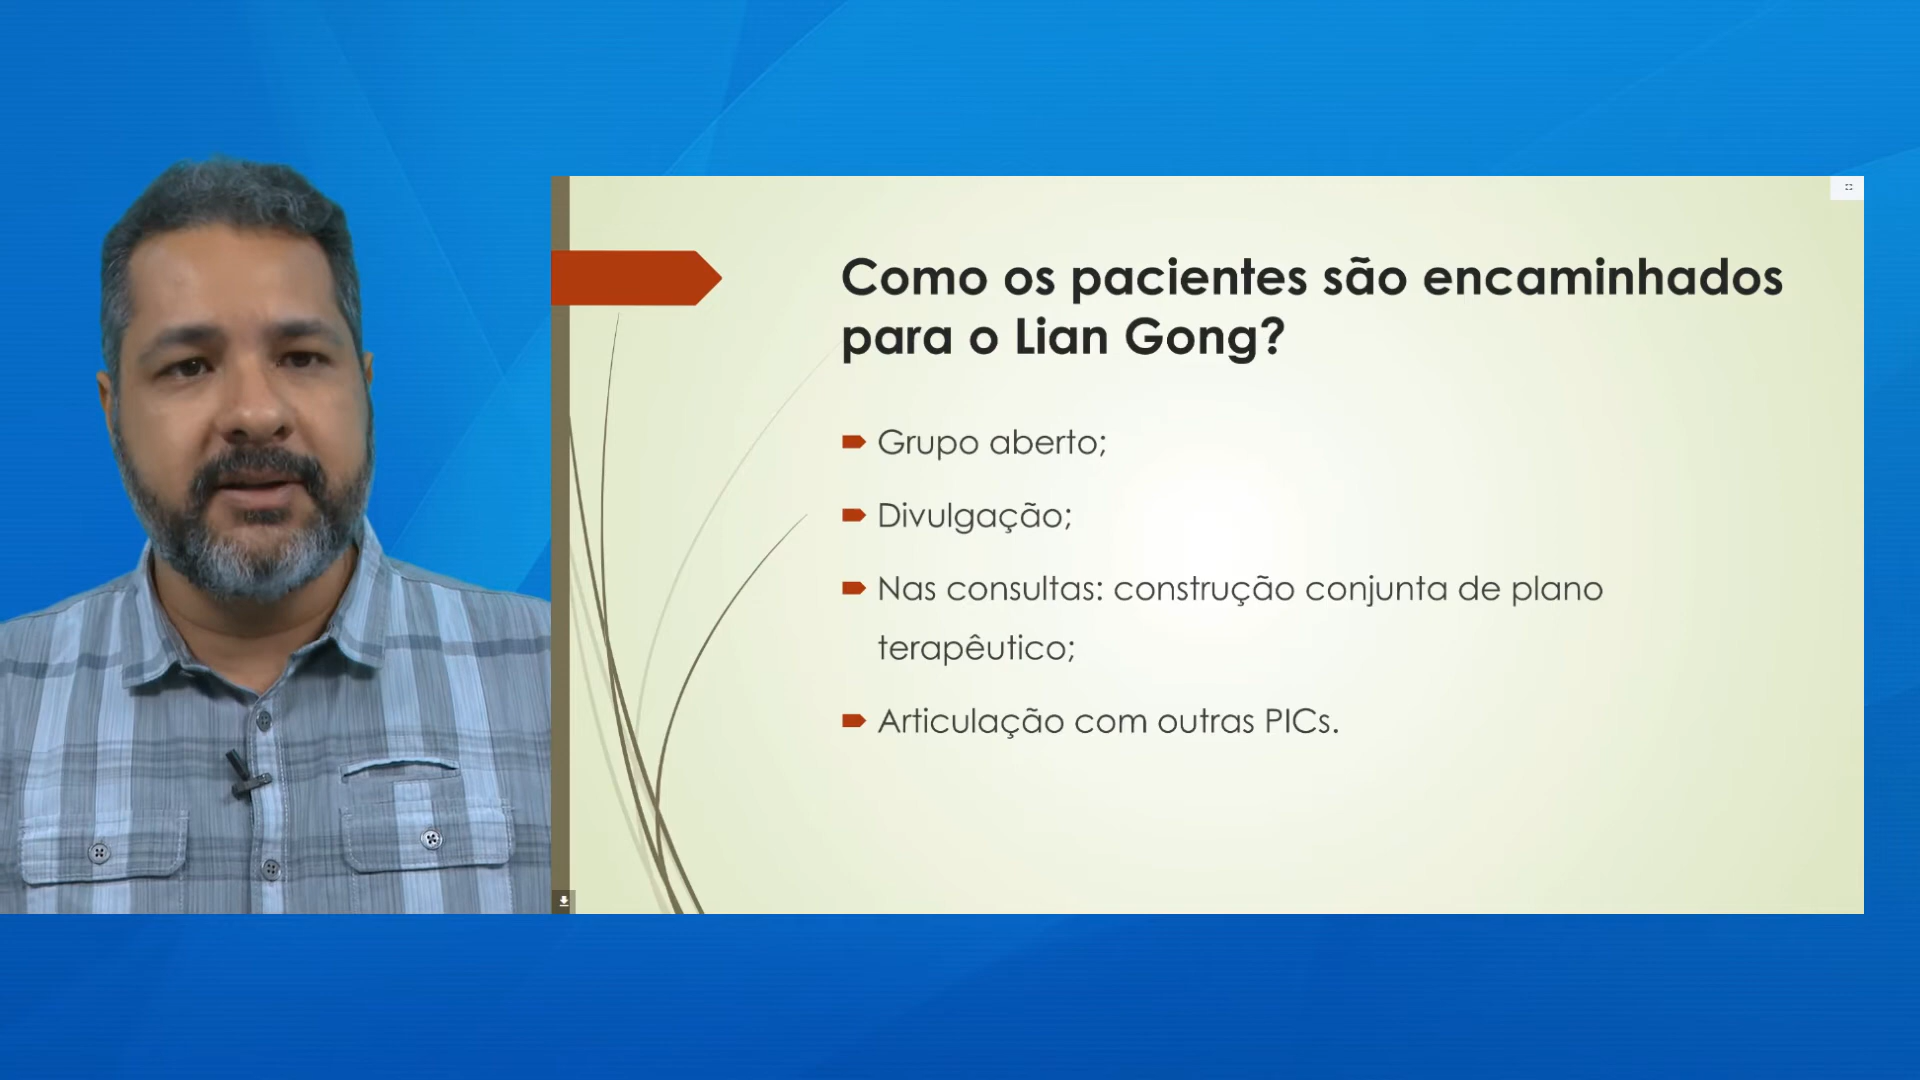 Como os pacientes são encaminhados
para o Lian Gong?
Grupo aberto;
Divulgação;
Nas consultas: construção conjunta de plano
terapêutico;
Articulação com outras PICs.